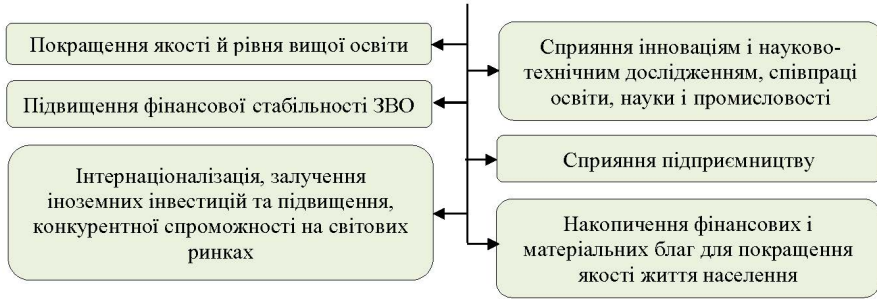 Покращення якості й рівня вищої освіти
Підвищення фінансової стабільності ЗВО
Інтернаціоналізація, залучення
іноземних інвестицій та підвищення,
конкурентної спроможності на світових
ринках
Сприяння інноваціям і науково-
технічним дослідженням, співпраці
освіти, науки і промисловості
Сприяння підприємництву
Накопичення фінансових і
матеріальних благ для покращення
якості життя населення